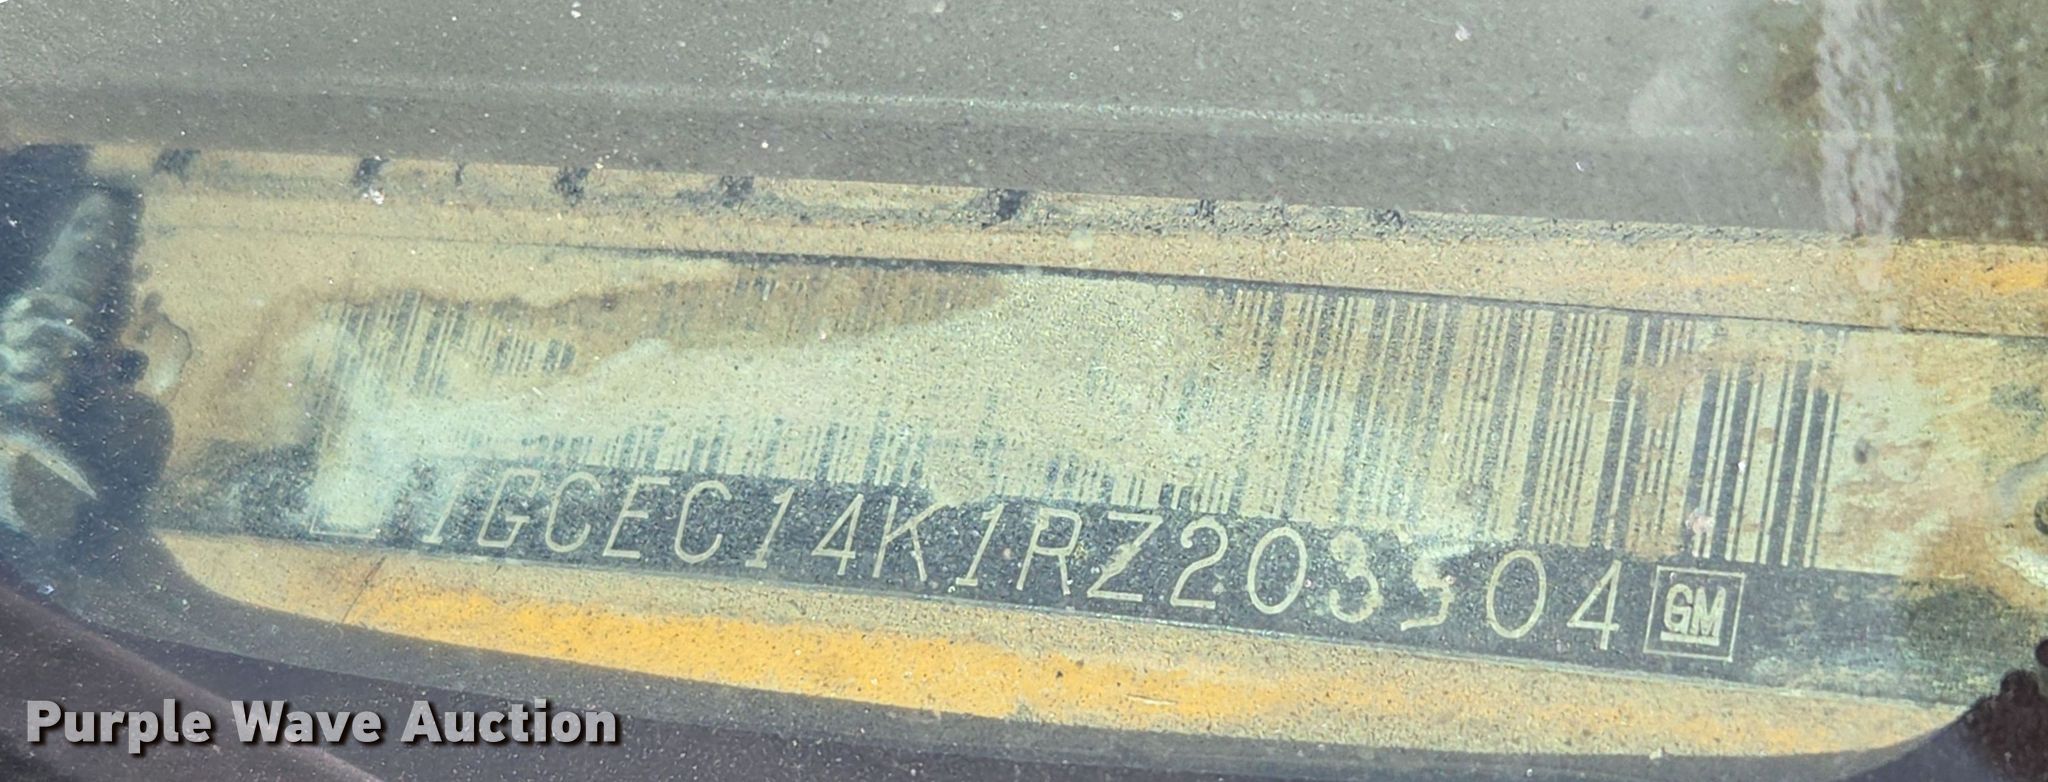 1GCEC14K1RZ203504 GM
Purple Wave Auction